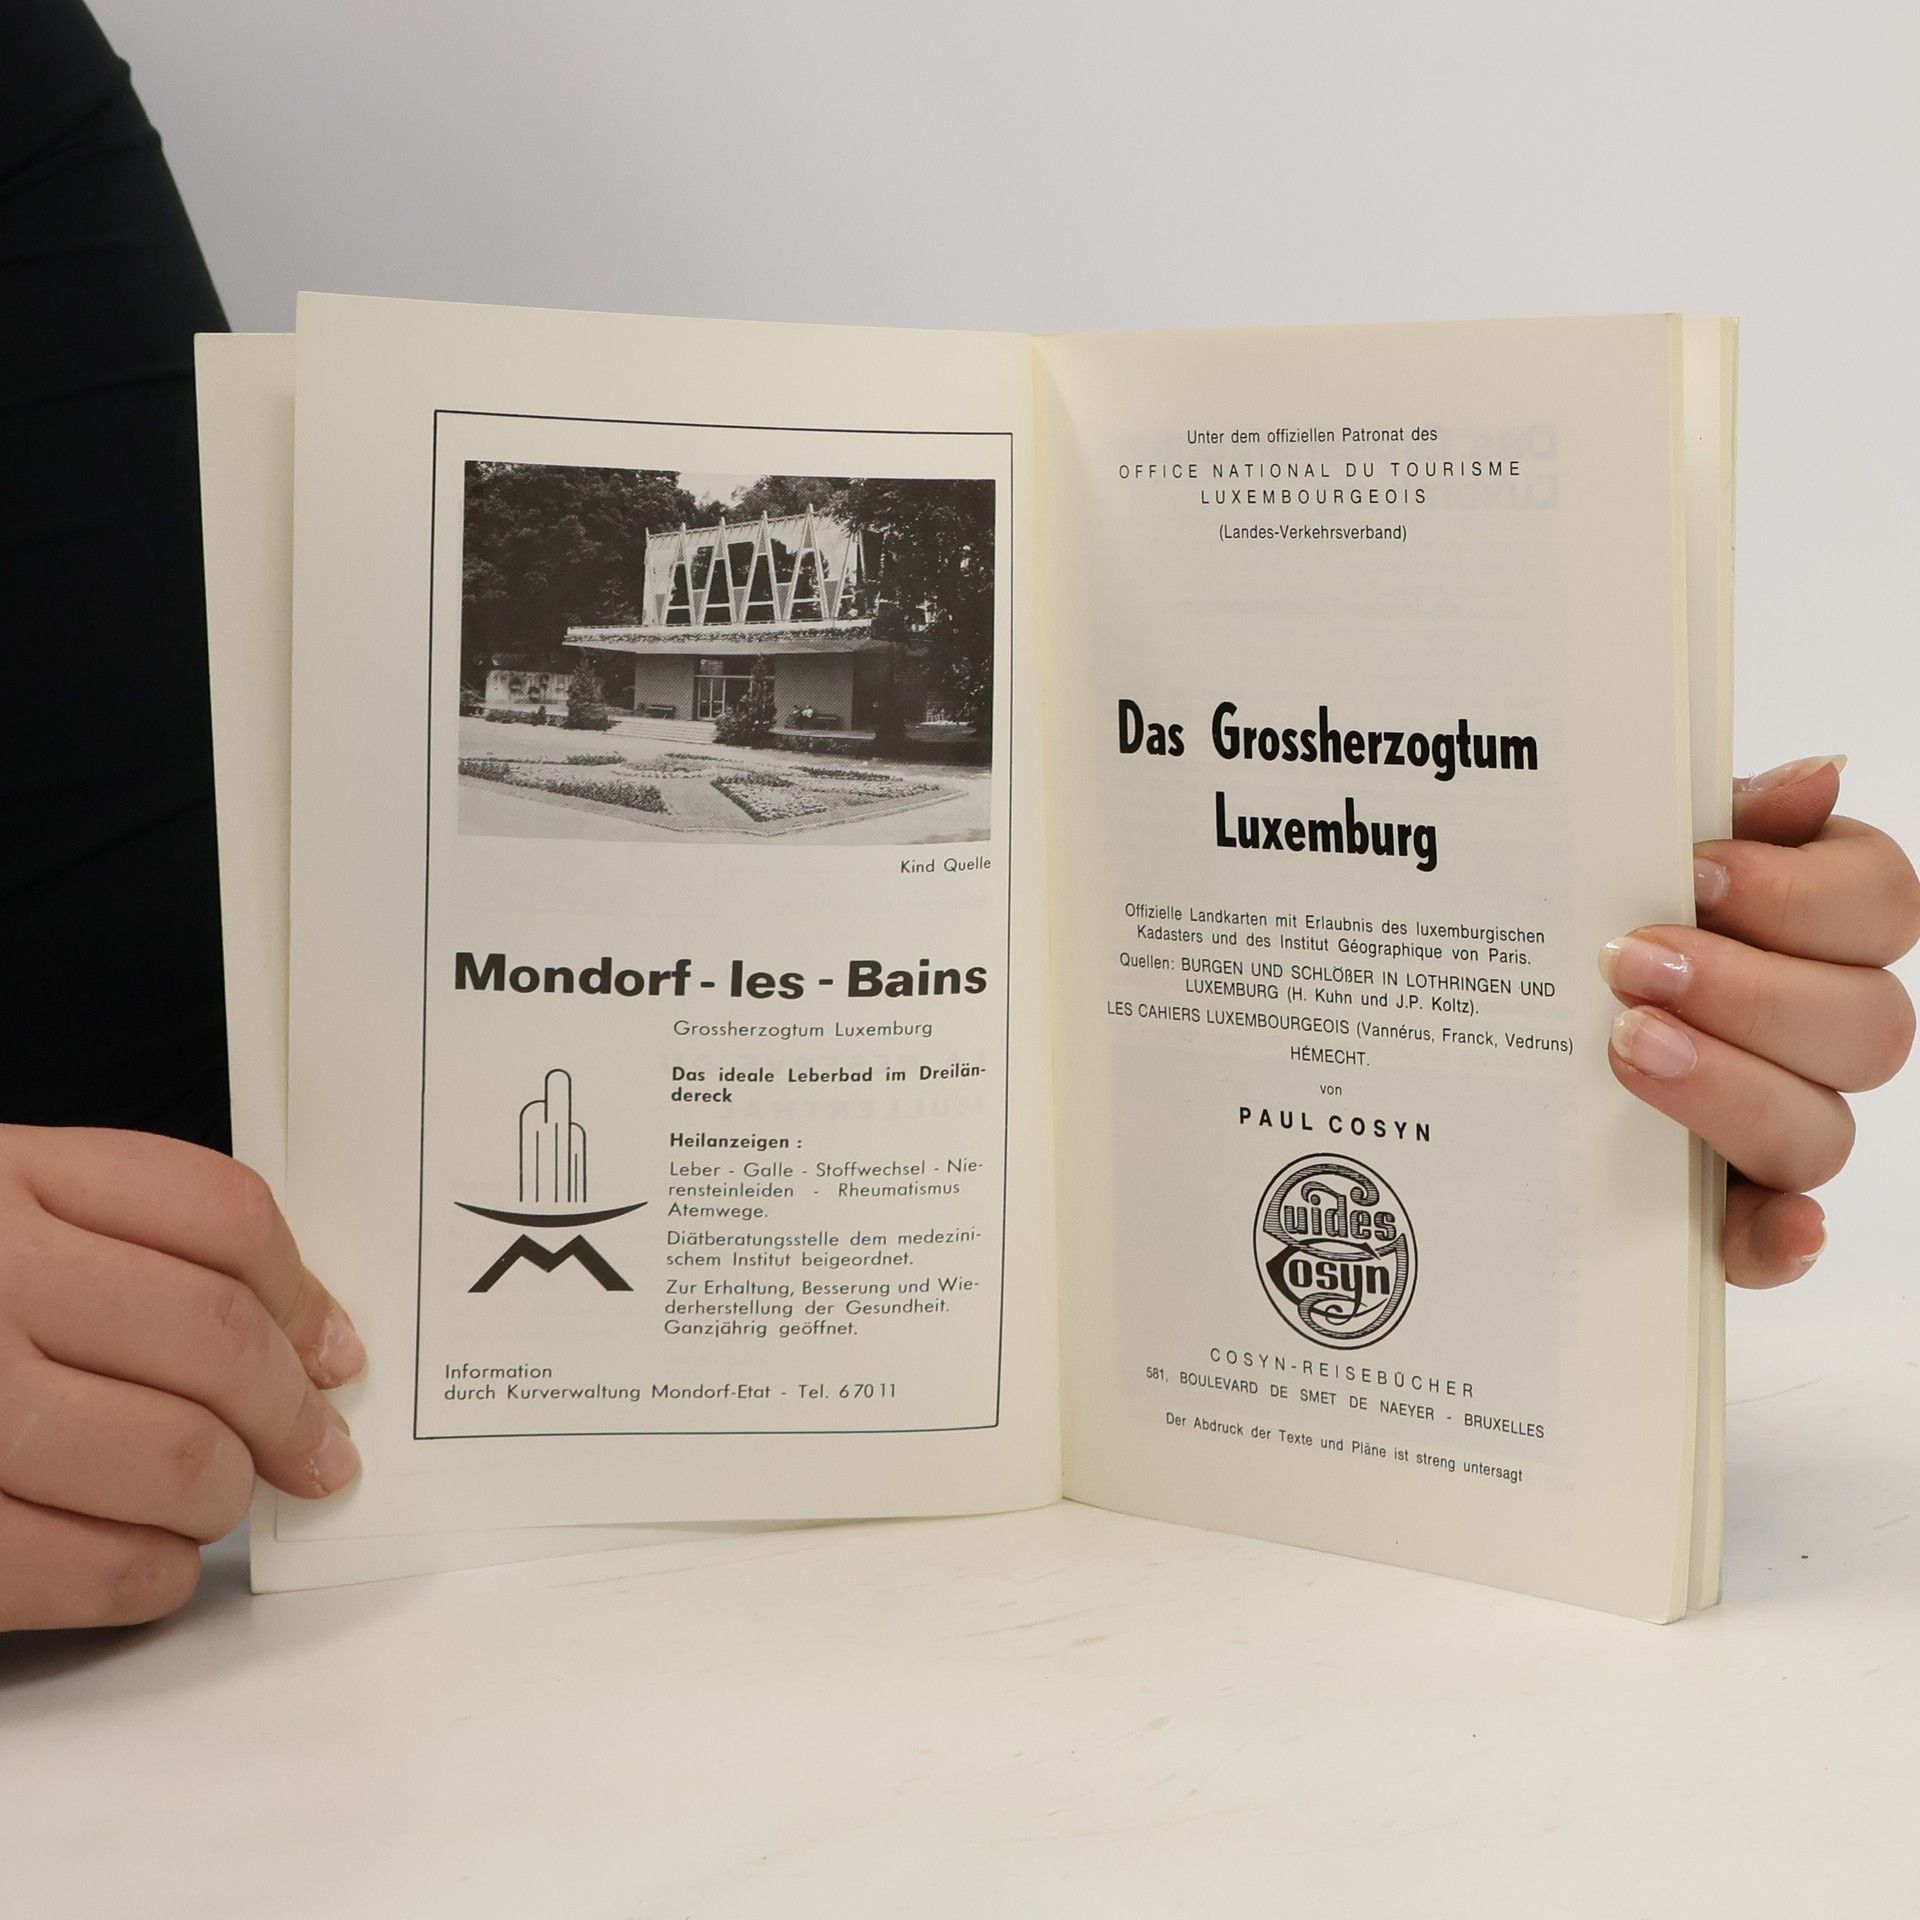 Kind Quelle
Mondorf - les - Bains
Grossherzogtum Luxemburg
Das ideale Leberbad im Dreilän-
dereck
Heilanzeigen :
Leber - Galle - Stoffwechsel - Nie-
rensteinleiden - Rheumatismus
Atemwege.
Diätberatungsstelle dem medezini-
schem Institut beigeordnet.
Zur Erhaltung, Besserung und Wie-
derherstellung der Gesundheit.
Ganzjährig geöffnet.
Information
durch Kurverwaltung Mondorf-Etat - Tel. 6 70 11
Unter dem offiziellen Patronat des
OFFICE NATIONAL DU TOURISME
LUXEMBOURGEOIS
(Landes-Verkehrsverband)
Das Grossherzogtum
Luxemburg
Offizielle Landkarten mit Erlaubnis des luxemburgischen
Kadasters und des Institut Géographique von Paris.
Quellen: BURGEN UND SCHLÖßER IN LOTHRINGEN UND
LUXEMBURG (H. Kuhn und J.P. Koltz).
LES CAHIERS LUXEMBOURGEOIS (Vannérus, Franck, Vedruns)
HÉMECHT.
von
PAUL COSYN
Guides
Cosyn
COSYN-REISEBÜCHER
581, BOULEVARD DE SMET DE NAEYER - BRUXELLES
Der Abdruck der Texte und Pläne ist streng untersagt